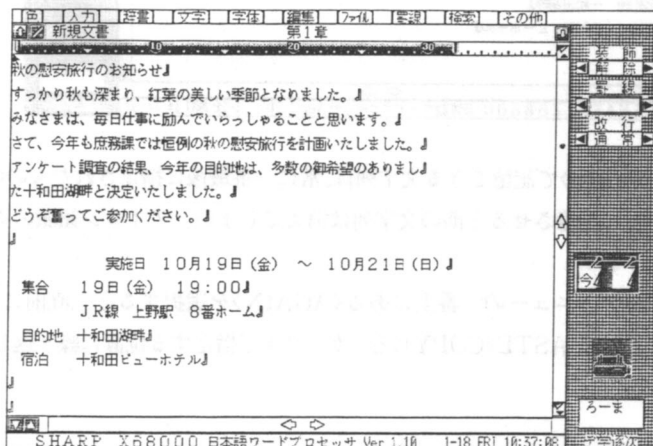 色 [入力] [辞書] [文字] [字体] [編集] [ファイル] [罫線] [検索] [その他]
新規文書 第1章
10 20 30
秋の慰安旅行のお知らせ
すっかり秋も深まり、紅葉の美しい季節となりました。
みなさまは、毎日仕事に励んでいらっしゃることと思います。
さて、今年も庶務課では恒例の秋の慰安旅行を計画いたしました。
アンケート調査の結果、今年の目的地は、多数の御希望のありまし
た十和田湖畔と決定いたしました。
どうぞ奮ってご参加ください。
実施日 10月19日(金) ~ 10月21日(日)
集合 19日(金) 19:00
JR線 上野駅 8番ホーム
目的地 十和田湖畔
宿泊 十和田ビューホテル
装飾
解除
罫線
改行
通常
今
ろーま
SHARP X68000 日本語ワードプロセッサ Ver 1.10 1-18 FRI 10:37:08